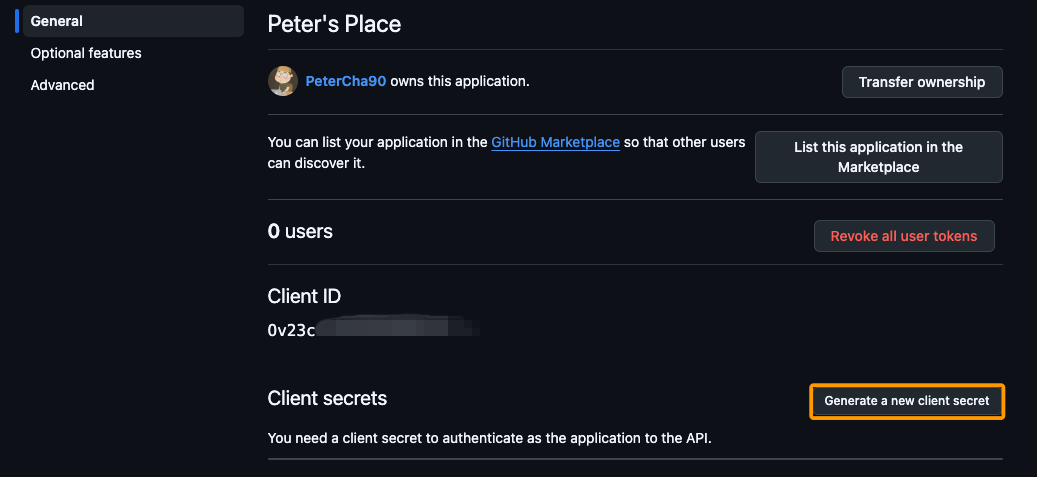 General
Optional features
Advanced
Peter's Place
PeterCha90 owns this application.
Transfer ownership
You can list your application in the GitHub Marketplace so that other users
can discover it.
List this application in the
Marketplace
0 users
Revoke all user tokens
Client ID
0v23c
Client secrets
Generate a new client secret
You need a client secret to authenticate as the application to the API.